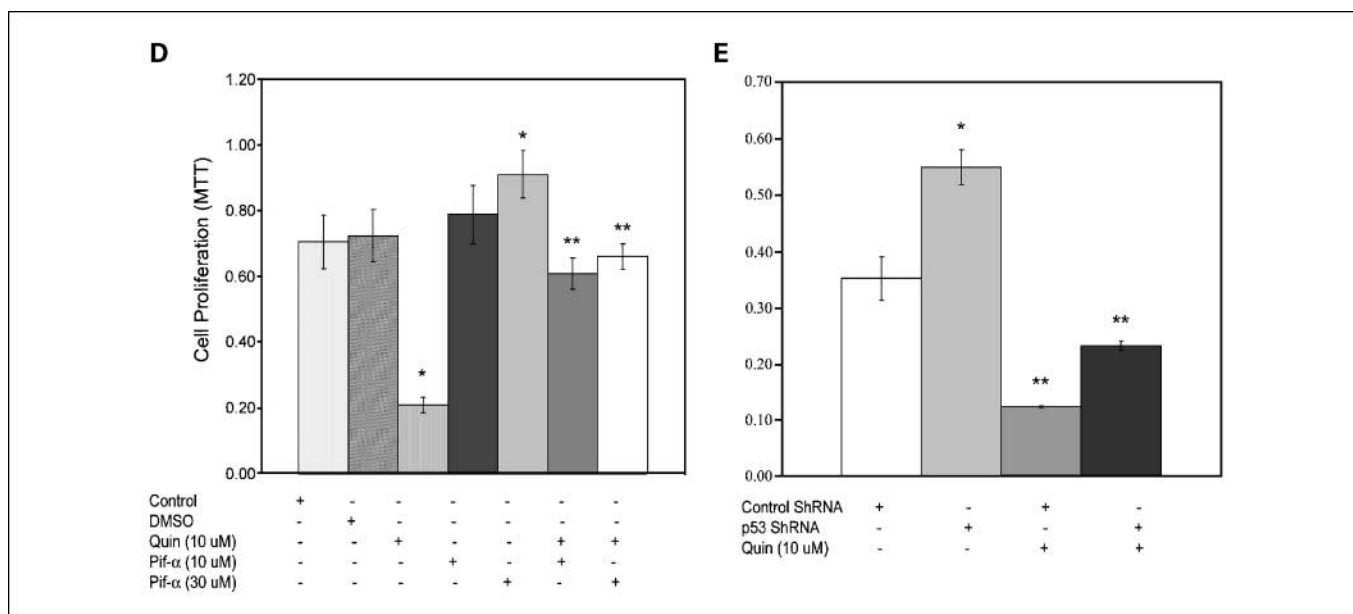 D
1.20
1.00
0.80
0.60
0.40
0.20
0.00
Cell Proliferation (MTT)
*
**
**
*
Control + - - - - - -
DMSO - + - - - - -
Quin (10 uM) - - + - - + +
Pif-α (10 uM) - - - + - + -
Pif-α (30 uM) - - - - + - +
E
0.70
0.60
0.50
0.40
0.30
0.20
0.10
0.00
*
**
**
Control ShRNA + - + -
p53 ShRNA - + - +
Quin (10 uM) - - + +